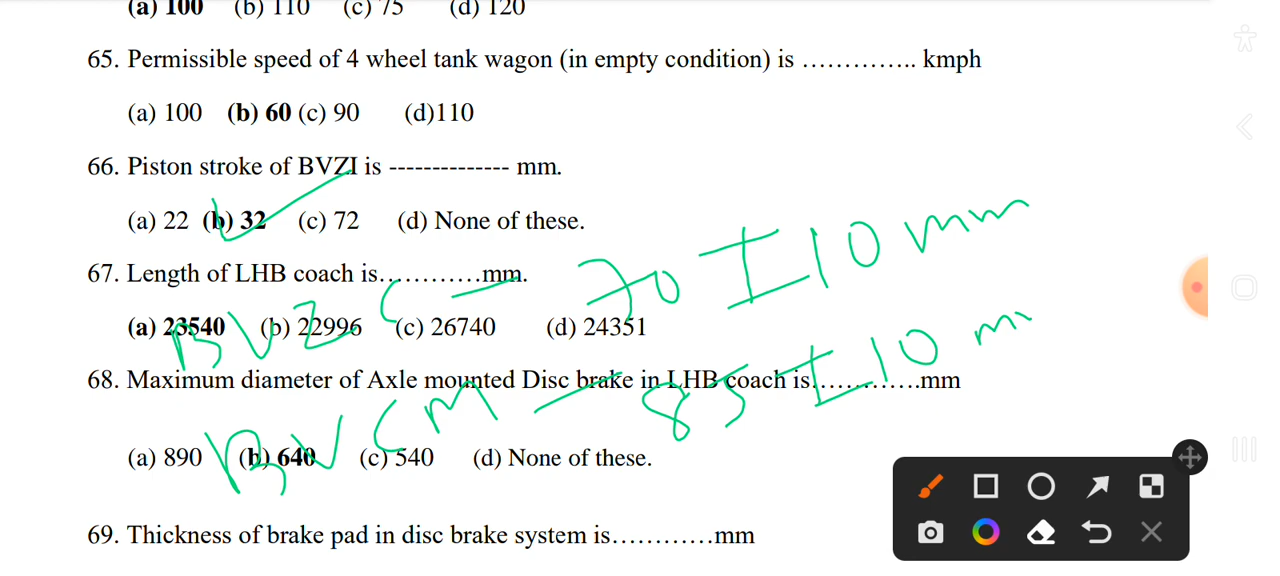 (a) 100 (b) 110 (c) 75 (d) 120
65. Permissible speed of 4 wheel tank wagon (in empty condition) is ………….. kmph
(a) 100 (b) 60 (c) 90 (d)110
66. Piston stroke of BVZI is -------------- mm.
(a) 22 (b) 32 (c) 72 (d) None of these.
67. Length of LHB coach is…………mm.
(a) 23540 (b) 22996 (c) 26740 (d) 24351
BVZC – 70 ± 10 mm
68. Maximum diameter of Axle mounted Disc brake in LHB coach is………….mm
BVCM – 85 ± 10 m
(a) 890 (b) 640 (c) 540 (d) None of these.
69. Thickness of brake pad in disc brake system is…………mm